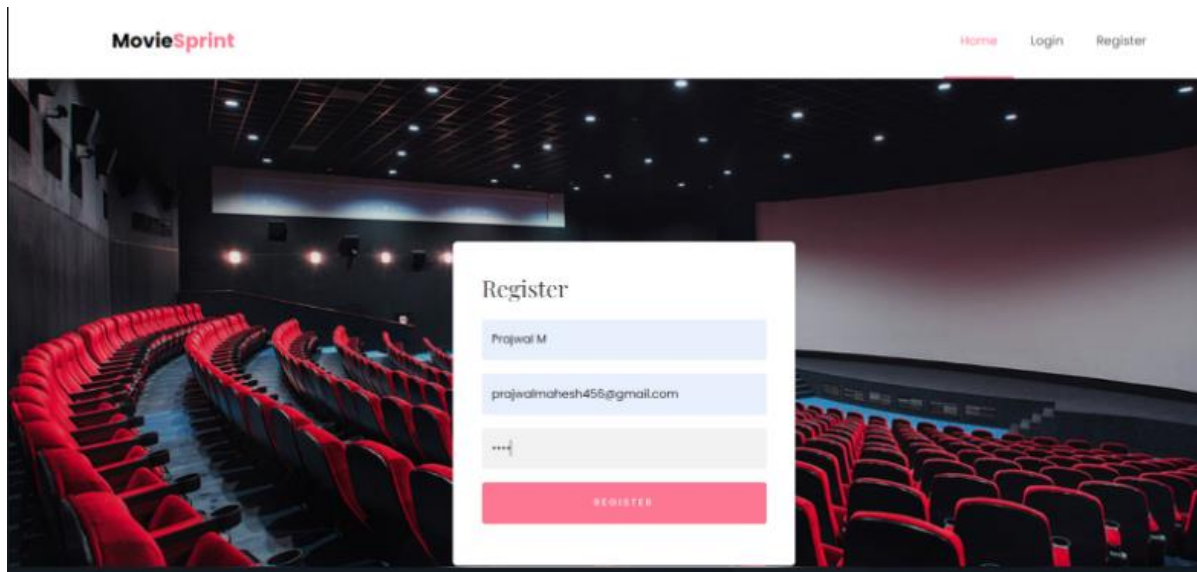 MovieSprint
Home Login Register
Register
Prajwal M
prajwalmahesh456@gmail.com
••••
REGISTER